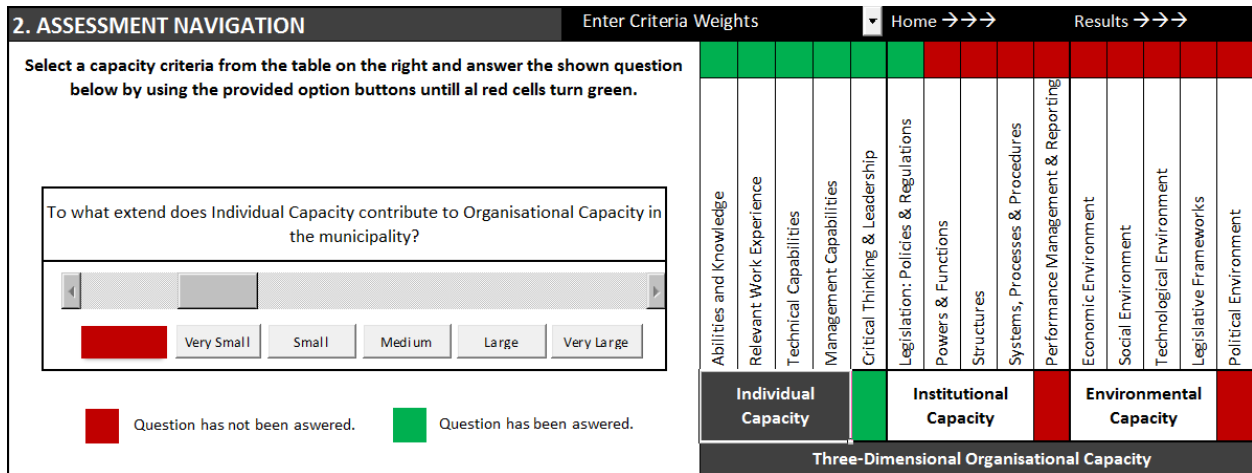 2. ASSESSMENT NAVIGATION
Enter Criteria Weights
Home →→→
Results →→→
Select a capacity criteria from the table on the right and answer the shown question
below by using the provided option buttons untill al red cells turn green.
To what extend does Individual Capacity contribute to Organisational Capacity in
the municipality?
Very Small
Small
Medium
Large
Very Large
Question has not been aswered.
Question has been aswered.
Abilities and Knowledge
Relevant Work Experience
Technical Capabilities
Management Capabilities
Critical Thinking & Leadership
Legislation: Policies & Regulations
Powers & Functions
Structures
Systems, Processes & Procedures
Performance Management & Reporting
Economic Environment
Social Environment
Technological Environment
Legislative Frameworks
Political Environment
Individual
Capacity
Institutional
Capacity
Environmental
Capacity
Three-Dimensional Organisational Capacity